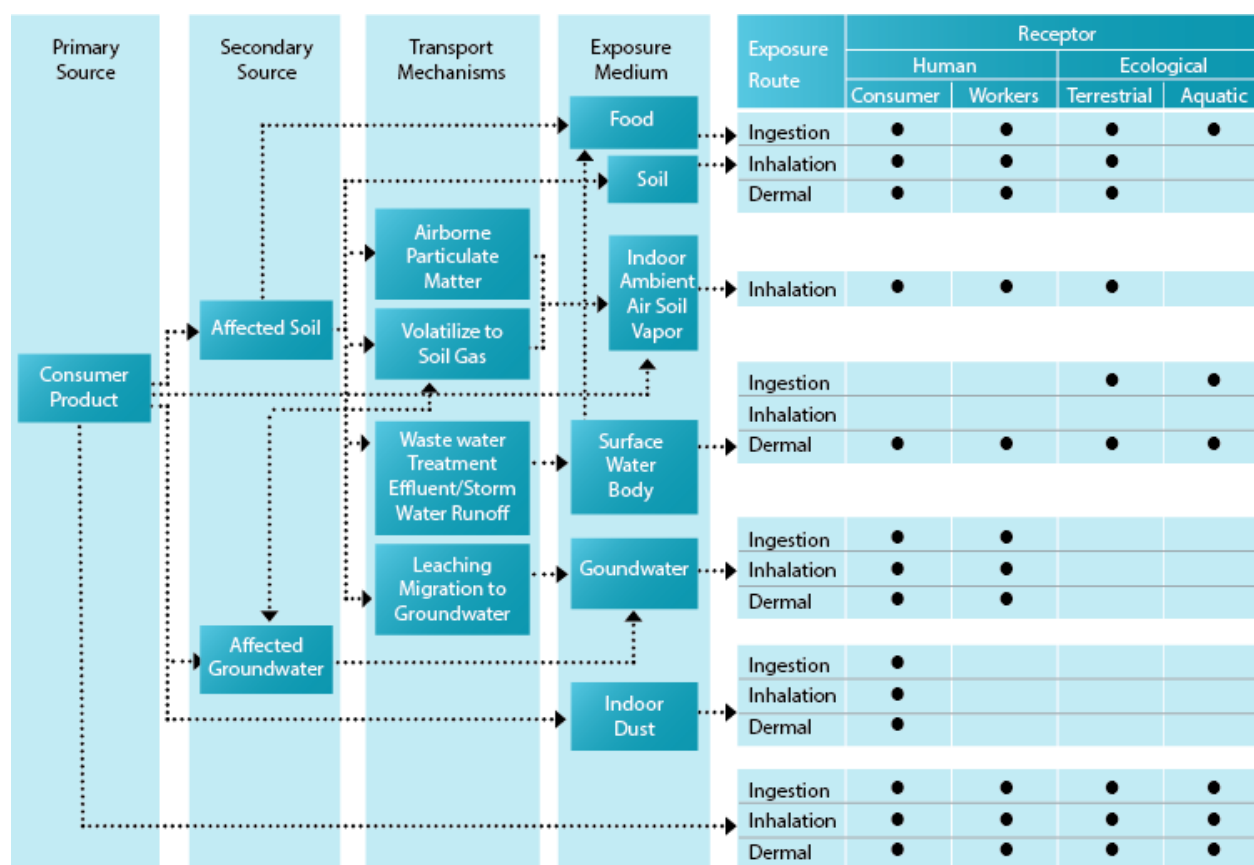 Primary
Source
Secondary
Source
Transport
Mechanisms
Exposure
Medium
Exposure
Route
Receptor
Human
Ecological
Consumer
Workers
Terrestrial
Aquatic
Food
Soil
Airborne
Particulate
Matter
Indoor
Ambient
Air Soil
Vapor
Affected Soil
Volatilize to
Soil Gas
Consumer
Product
Waste water
Treatment
Effluent/Storm
Water Runoff
Surface
Water
Body
Leaching
Migration to
Groundwater
Goundwater
Affected
Groundwater
Indoor
Dust
Ingestion
Inhalation
Dermal
Inhalation
Ingestion
Inhalation
Dermal
Ingestion
Inhalation
Dermal
Ingestion
Inhalation
Dermal
Ingestion
Inhalation
Dermal